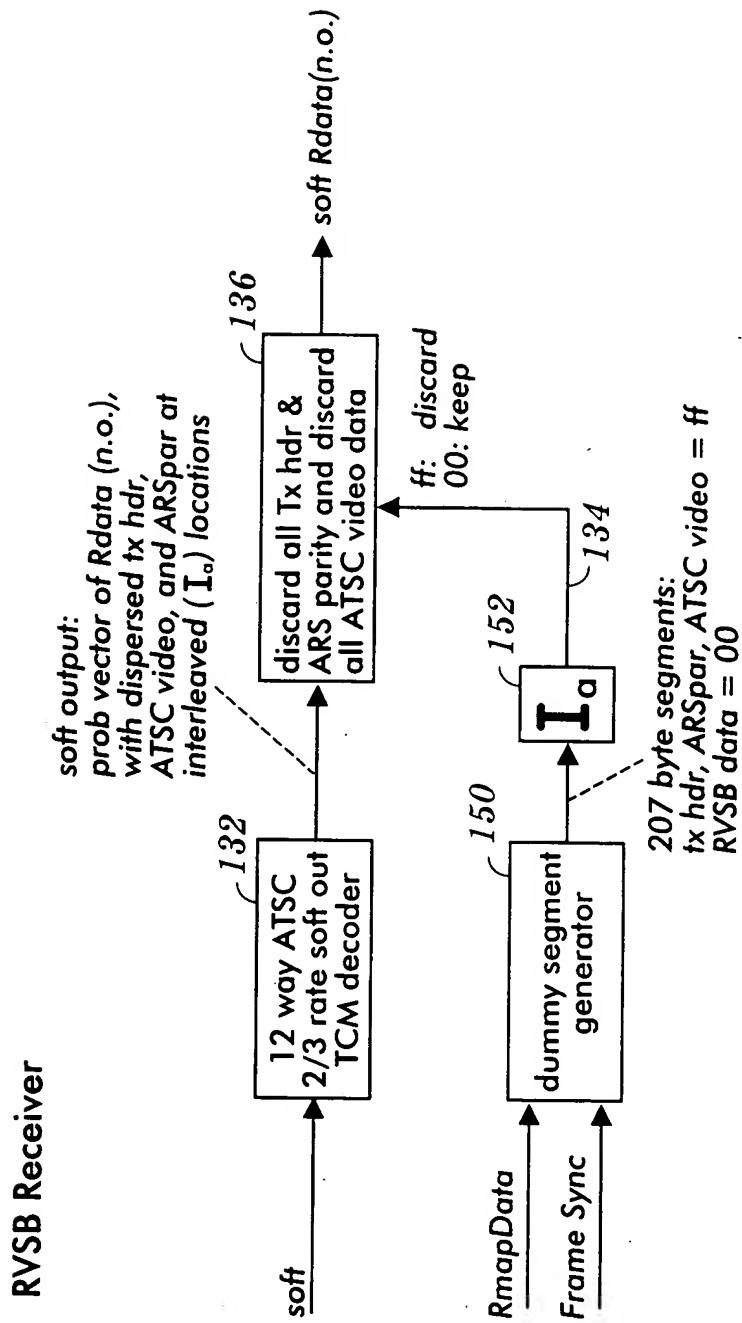 RVSB Receiver
soft
132
12 way ATSC
2/3 rate soft out
TCM decoder
soft output:
prob vector of Rdata (n.o.),
with dispersed tx hdr,
ATSC video, and ARSpar at
interleaved (Ia) locations
136
discard all Tx hdr &
ARS parity and discard
all ATSC video data
soft Rdata(n.o.)
ff: discard
00: keep
RmapData
Frame Sync
150
dummy segment
generator
152
Ia
134
207 byte segments:
tx hdr, ARSpar, ATSC video = ff
RVSB data = 00